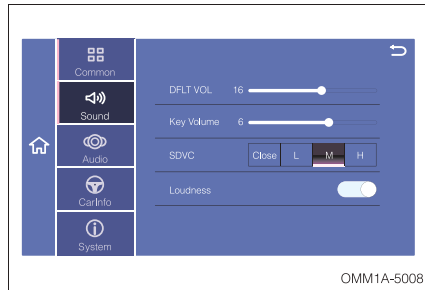 Common
Sound
Audio
CarInfo
System
DFLT VOL 16
Key Volume 6
SDVC Close L M H
Loudness
OMM1A-5008